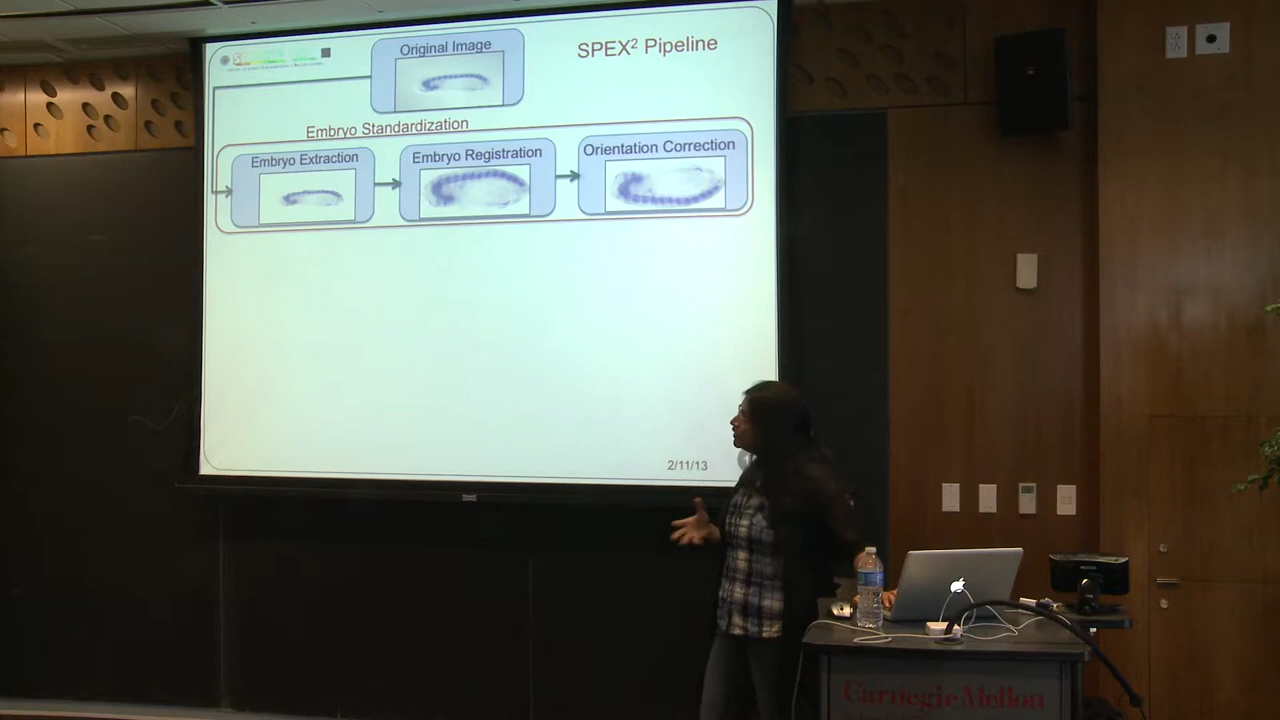 Original Image
SPEX² Pipeline
Embryo Standardization
Embryo Extraction
Embryo Registration
Orientation Correction
2/11/13
Carnegie Mellon